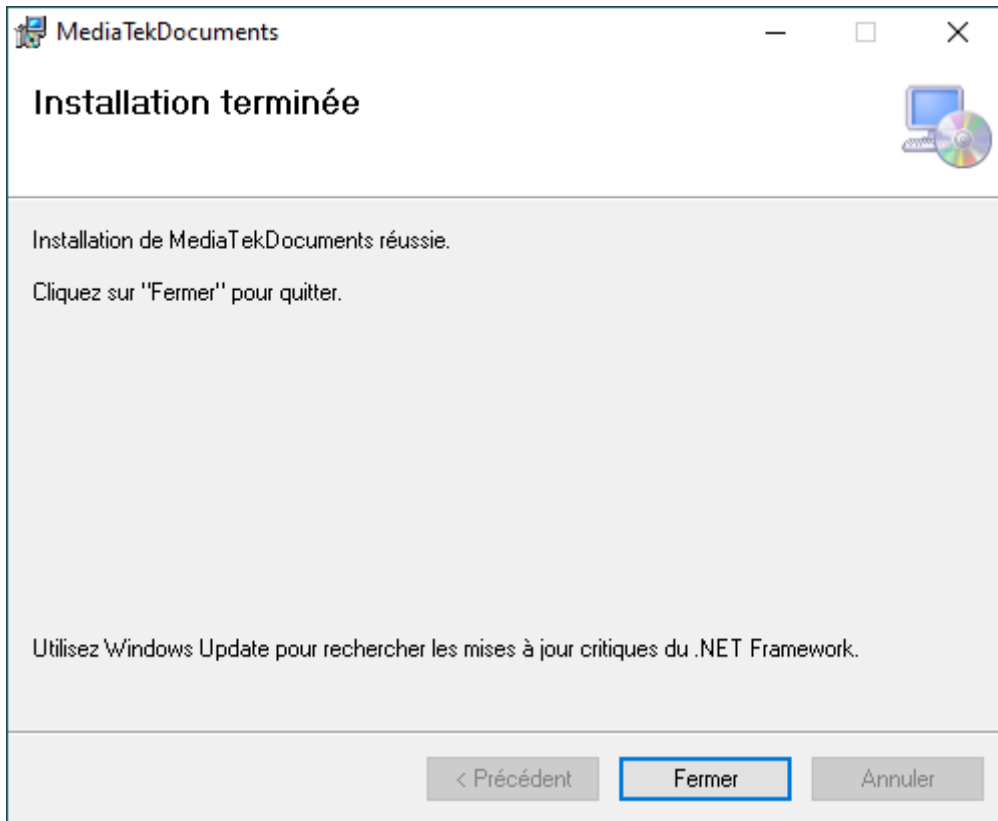 MediaTekDocuments
Installation terminée
Installation de MediaTekDocuments réussie.
Cliquez sur "Fermer" pour quitter.
Utilisez Windows Update pour rechercher les mises à jour critiques du .NET Framework.
< Précédent Fermer Annuler